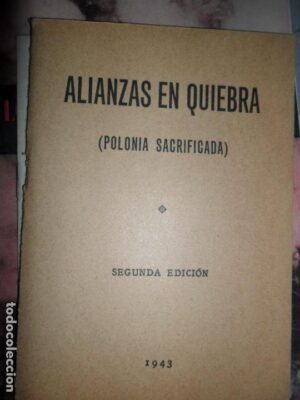 ALIANZAS EN QUIEBRA
(POLONIA SACRIFICADA)
SEGUNDA EDICIÓN
1943
todocoleccion